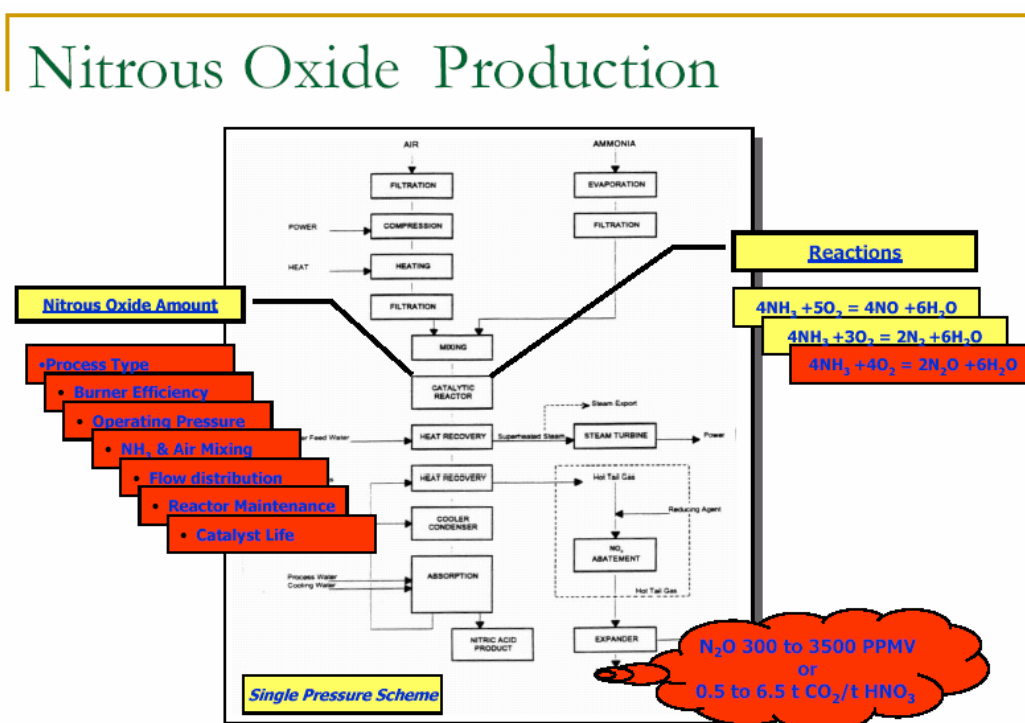 Nitrous Oxide Production
AIR
AMMONIA
FILTRATION
EVAPORATION
POWER
COMPRESSION
FILTRATION
HEAT
HEATING
FILTRATION
MIXING
CATALYTIC
REACTOR
Steam Export
Feed Water
HEAT RECOVERY
Superheated Steam
STEAM TURBINE
Power
HEAT RECOVERY
Hot Tail Gas
Reducing Agent
COOLER
CONDENSER
NOₓ
ABATEMENT
Process Water
Cooling Water
ABSORPTION
Hot Tail Gas
NITRIC ACID
PRODUCT
EXPANDER
Single Pressure Scheme
Nitrous Oxide Amount
•Process Type
• Burner Efficiency
• Operating Pressure
• NH₃ & Air Mixing
• Flow distribution
• Reactor Maintenance
• Catalyst Life
Reactions
4NH₃ +5O₂ = 4NO +6H₂O
4NH₃ +3O₂ = 2N₂ +6H₂O
4NH₃ +4O₂ = 2N₂O +6H₂O
N₂O 300 to 3500 PPMV
or
0.5 to 6.5 t CO₂/t HNO₃